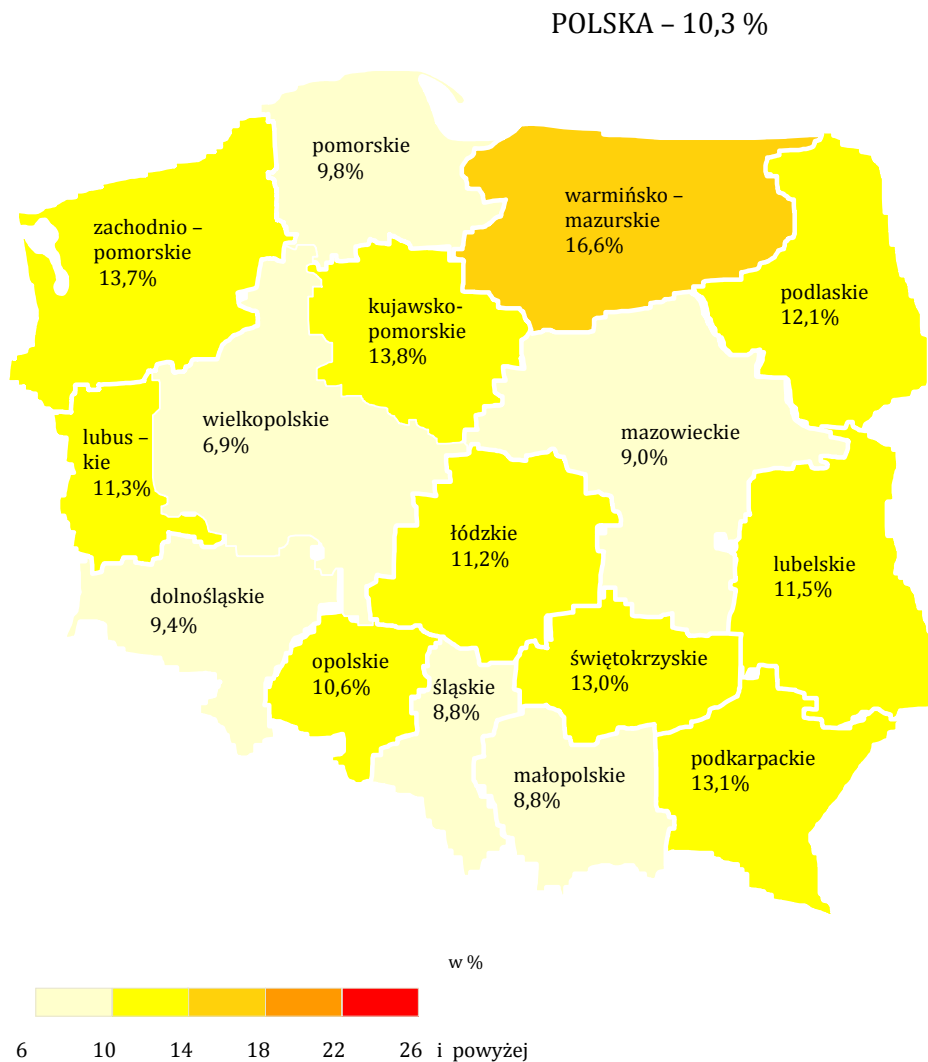 POLSKA – 10,3 %
pomorskie
9,8%
warmińsko –
mazurskie
16,6%
zachodnio –
pomorskie
13,7%
podlaskie
12,1%
kujawsko-
pomorskie
13,8%
wielkopolskie
6,9%
mazowieckie
9,0%
lubus –
kie
11,3%
łódzkie
11,2%
lubelskie
11,5%
dolnośląskie
9,4%
opolskie
10,6%
śląskie
8,8%
świętokrzyskie
13,0%
małopolskie
8,8%
podkarpackie
13,1%
w %
6 10 14 18 22 26 i powyżej